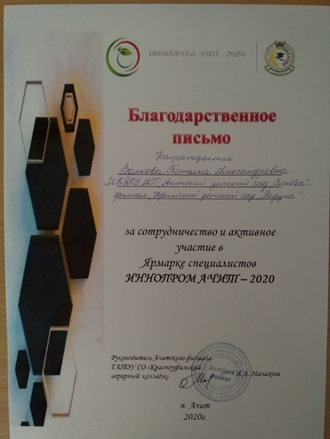 ИННОПРОМ АЧИТ - 2020
Благодарственное
письмо
Награждается
Волкова Татьяна Александровна
МКДОУ АГО Ачитский детский сад "Улыбка" -
филиал Уфимский детский сад "Радуга"
за сотрудничество и активное
участие в
Ярмарке специалистов
ИННОПРОМ АЧИТ – 2020
Руководитель Ачитского филиала
ГАПОУ СО «Красноуфимский
аграрный колледж»
Н.А. Малахова
п. Ачит
2020г.